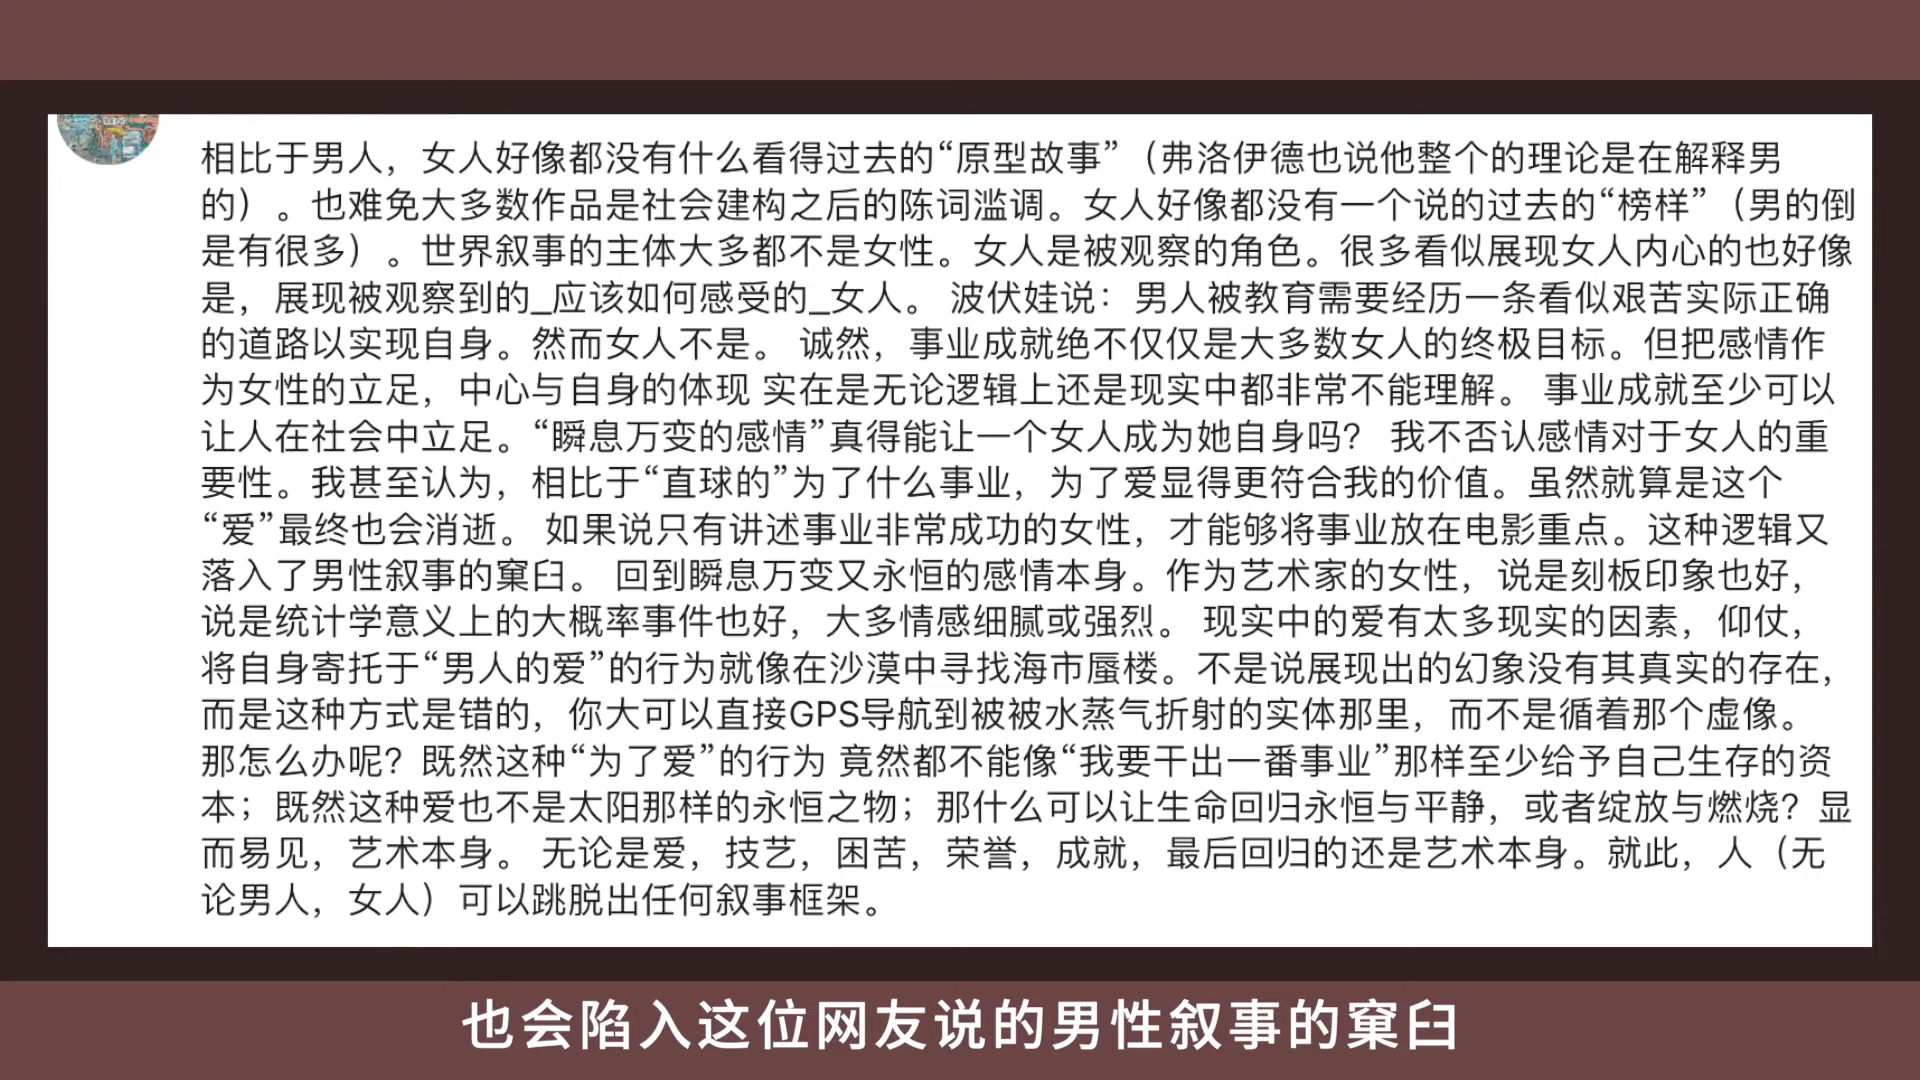 相比于男人，女人好像都没有什么看得过去的“原型故事”（弗洛伊德也说他整个的理论是在解释男
的）。也难免大多数作品是社会建构之后的陈词滥调。女人好像都没有一个说的过去的“榜样”（男的倒
是有很多）。世界叙事的主体大多都不是女性。女人是被观察的角色。很多看似展现女人内心的也好像
是，展现被观察到的_应该如何感受的_女人。 波伏娃说：男人被教育需要经历一条看似艰苦实际正确
的道路以实现自身。然而女人不是。 诚然，事业成就绝不仅仅是大多数女人的终极目标。但把感情作
为女性的立足，中心与自身的体现 实在是无论逻辑上还是现实中都非常不能理解。 事业成就至少可以
让人在社会中立足。“瞬息万变的感情”真得能让一个女人成为她自身吗？ 我不否认感情对于女人的重
要性。我甚至认为，相比于“直球的”为了什么事业，为了爱显得更符合我的价值。虽然就算是这个
“爱”最终也会消逝。 如果说只有讲述事业非常成功的女性，才能够将事业放在电影重点。这种逻辑又
落入了男性叙事的窠臼。 回到瞬息万变又永恒的感情本身。作为艺术家的女性，说是刻板印象也好，
说是统计学意义上的大概率事件也好，大多情感细腻或强烈。 现实中的爱有太多现实的因素，仰仗，
将自身寄托于“男人的爱”的行为就像在沙漠中寻找海市蜃楼。不是说展现出的幻象没有其真实的存在，
而是这种方式是错的，你大可以直接GPS导航到被被水蒸气折射的实体那里，而不是循着那个虚像。
那怎么办呢？既然这种“为了爱”的行为 竟然都不能像“我要干出一番事业”那样至少给予自己生存的资
本；既然这种爱也不是太阳那样的永恒之物；那什么可以让生命回归永恒与平静，或者绽放与燃烧？显
而易见，艺术本身。 无论是爱，技艺，困苦，荣誉，成就，最后回归的还是艺术本身。就此，人（无
论男人，女人）可以跳脱出任何叙事框架。
也会陷入这位网友说的男性叙事的窠臼